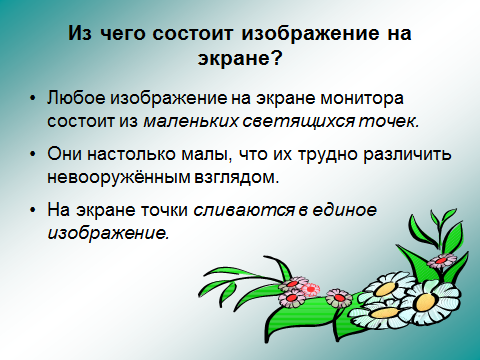 Из чего состоит изображение на
экране?
• Любое изображение на экране монитора
состоит из маленьких светящихся точек.
• Они настолько малы, что их трудно различить
невооружённым взглядом.
• На экране точки сливаются в единое
изображение.